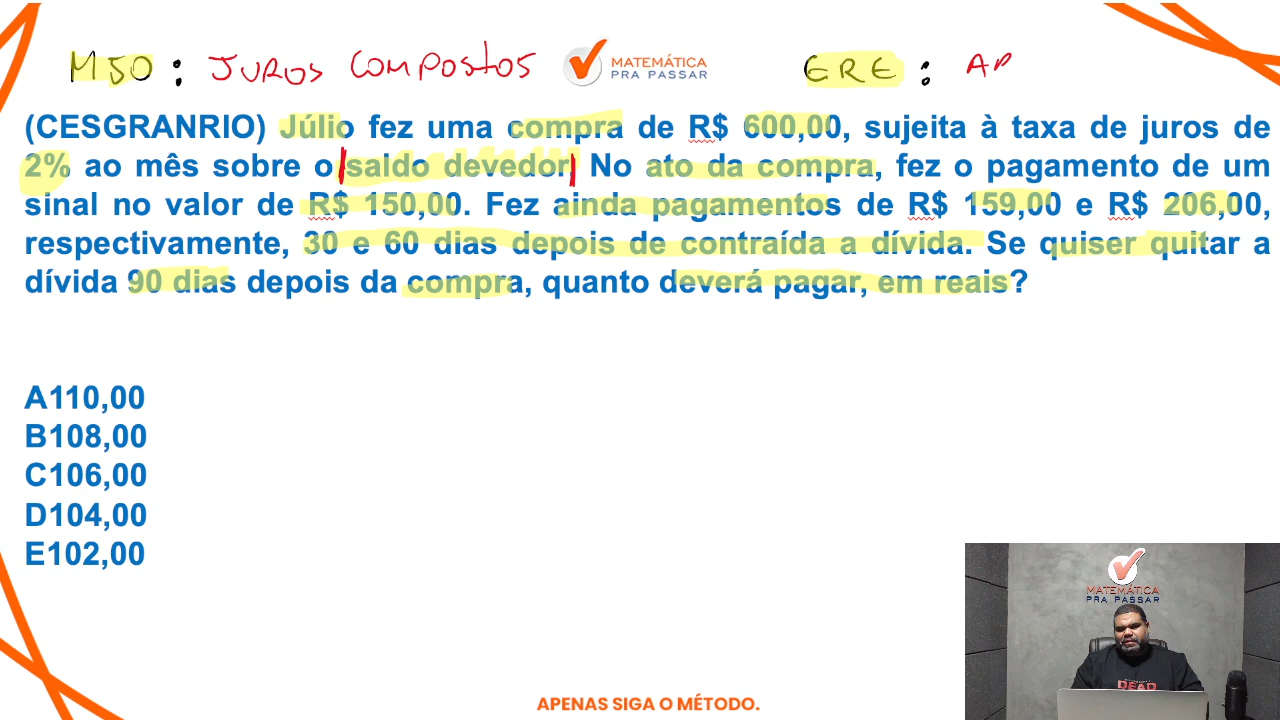 M50 : JUROS COMPOSTOS MATEMÁTICA PRA PASSAR ERE : AP
(CESGRANRIO) Júlio fez uma compra de R$ 600,00, sujeita à taxa de juros de
2% ao mês sobre o saldo devedor. No ato da compra, fez o pagamento de um
sinal no valor de R$ 150,00. Fez ainda pagamentos de R$ 159,00 e R$ 206,00,
respectivamente, 30 e 60 dias depois de contraída a dívida. Se quiser quitar a
dívida 90 dias depois da compra, quanto deverá pagar, em reais?
A110,00
B108,00
C106,00
D104,00
E102,00
MATEMÁTICA
PRA PASSAR
DEAD
APENAS SIGA O MÉTODO.